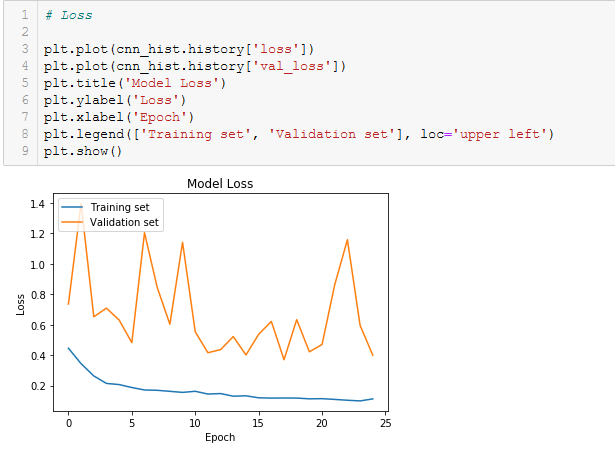 1 # Loss
2
3 plt.plot(cnn_hist.history['loss'])
4 plt.plot(cnn_hist.history['val_loss'])
5 plt.title('Model Loss')
6 plt.ylabel('Loss')
7 plt.xlabel('Epoch')
8 plt.legend(['Training set', 'Validation set'], loc='upper left')
9 plt.show()
Model Loss
Training set
Validation set
1.4
1.2
1.0
0.8
0.6
0.4
0.2
Loss
0 5 10 15 20 25
Epoch